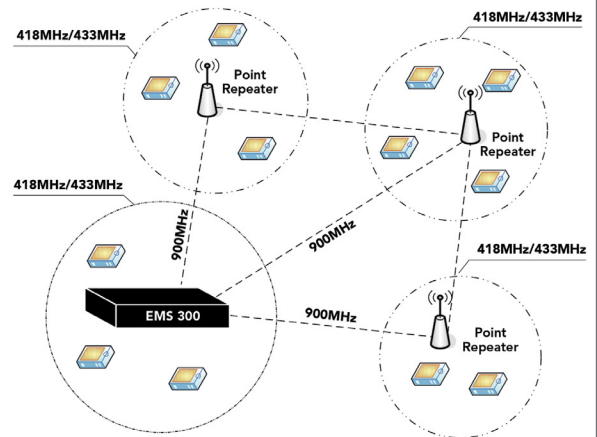 418MHz/433MHz
418MHz/433MHz
Point
Repeater
Point
Repeater
418MHz/433MHz
900MHz
900MHz
418MHz/433MHz
EMS 300
900MHz
Point
Repeater